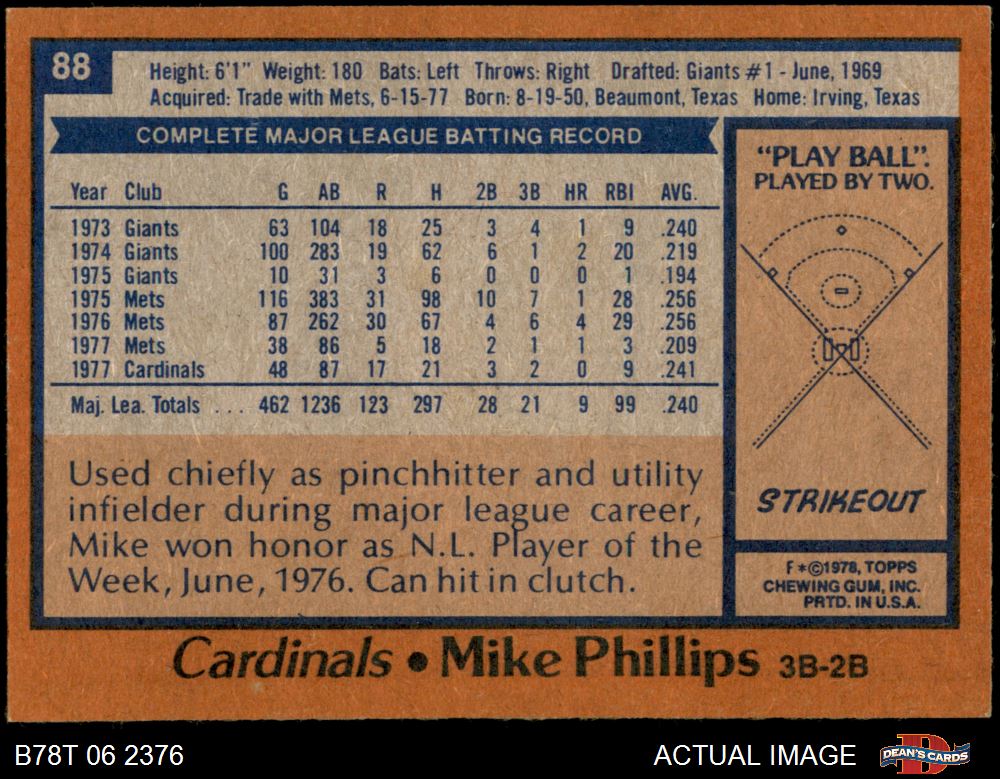 88
Height: 6'1" Weight: 180 Bats: Left Throws: Right Drafted: Giants #1 - June, 1969
Acquired: Trade with Mets, 6-15-77 Born: 8-19-50, Beaumont, Texas Home: Irving, Texas
COMPLETE MAJOR LEAGUE BATTING RECORD
Year Club G AB R H 2B 3B HR RBI AVG.
1973 Giants 63 104 18 25 3 4 1 9 .240
1974 Giants 100 283 19 62 6 1 2 20 .219
1975 Giants 10 31 3 6 0 0 0 1 .194
1975 Mets 116 383 31 98 10 7 1 28 .256
1976 Mets 87 262 30 67 4 6 4 29 .256
1977 Mets 38 86 5 18 2 1 1 3 .209
1977 Cardinals 48 87 17 21 3 2 0 9 .241
Maj. Lea. Totals ... 462 1236 123 297 28 21 9 99 .240
Used chiefly as pinchhitter and utility
infielder during major league career,
Mike won honor as N.L. Player of the
Week, June, 1976. Can hit in clutch.
"PLAY BALL".
PLAYED BY TWO.
STRIKEOUT
F*©1978, TOPPS
CHEWING GUM, INC.
PRTD. IN U.S.A.
Cardinals • Mike Phillips 3B-2B
B78T 06 2376 ACTUAL IMAGE DEAN'S CARDS